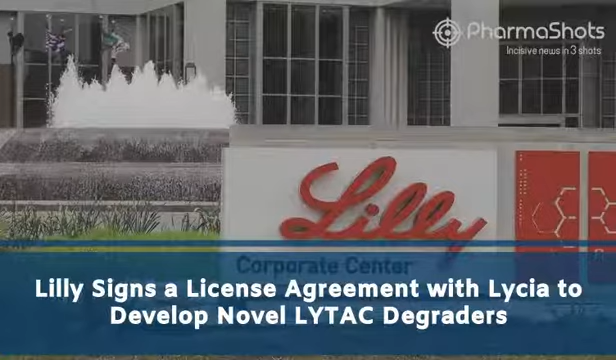 PharmaShots
Incisive news in 3 shots
Lilly
Corporate Center
Lilly Signs a License Agreement with Lycia to
Develop Novel LYTAC Degraders